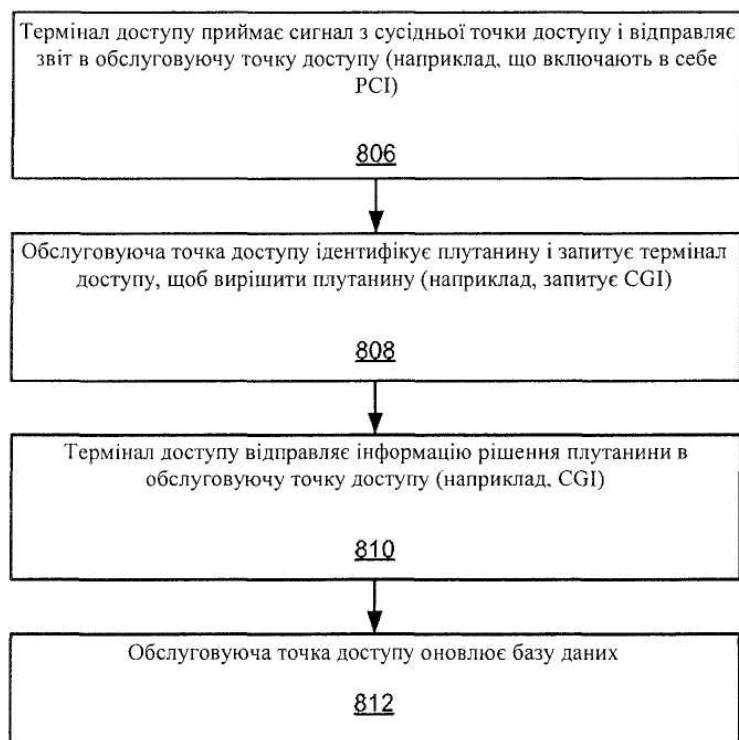 Термінал доступу приймає сигнал з сусідньої точки доступу і відправляє
звіт в обслуговуючу точку доступу (наприклад, що включають в себе
PCI)
806
Обслуговуюча точка доступу ідентифікує плутанину і запитує термінал
доступу, щоб вирішити плутанину (наприклад, запитує CGI)
808
Термінал доступу відправляє інформацію рішення плутанини в
обслуговуючу точку доступу (наприклад, CGI)
810
Обслуговуюча точка доступу оновлює базу даних
812